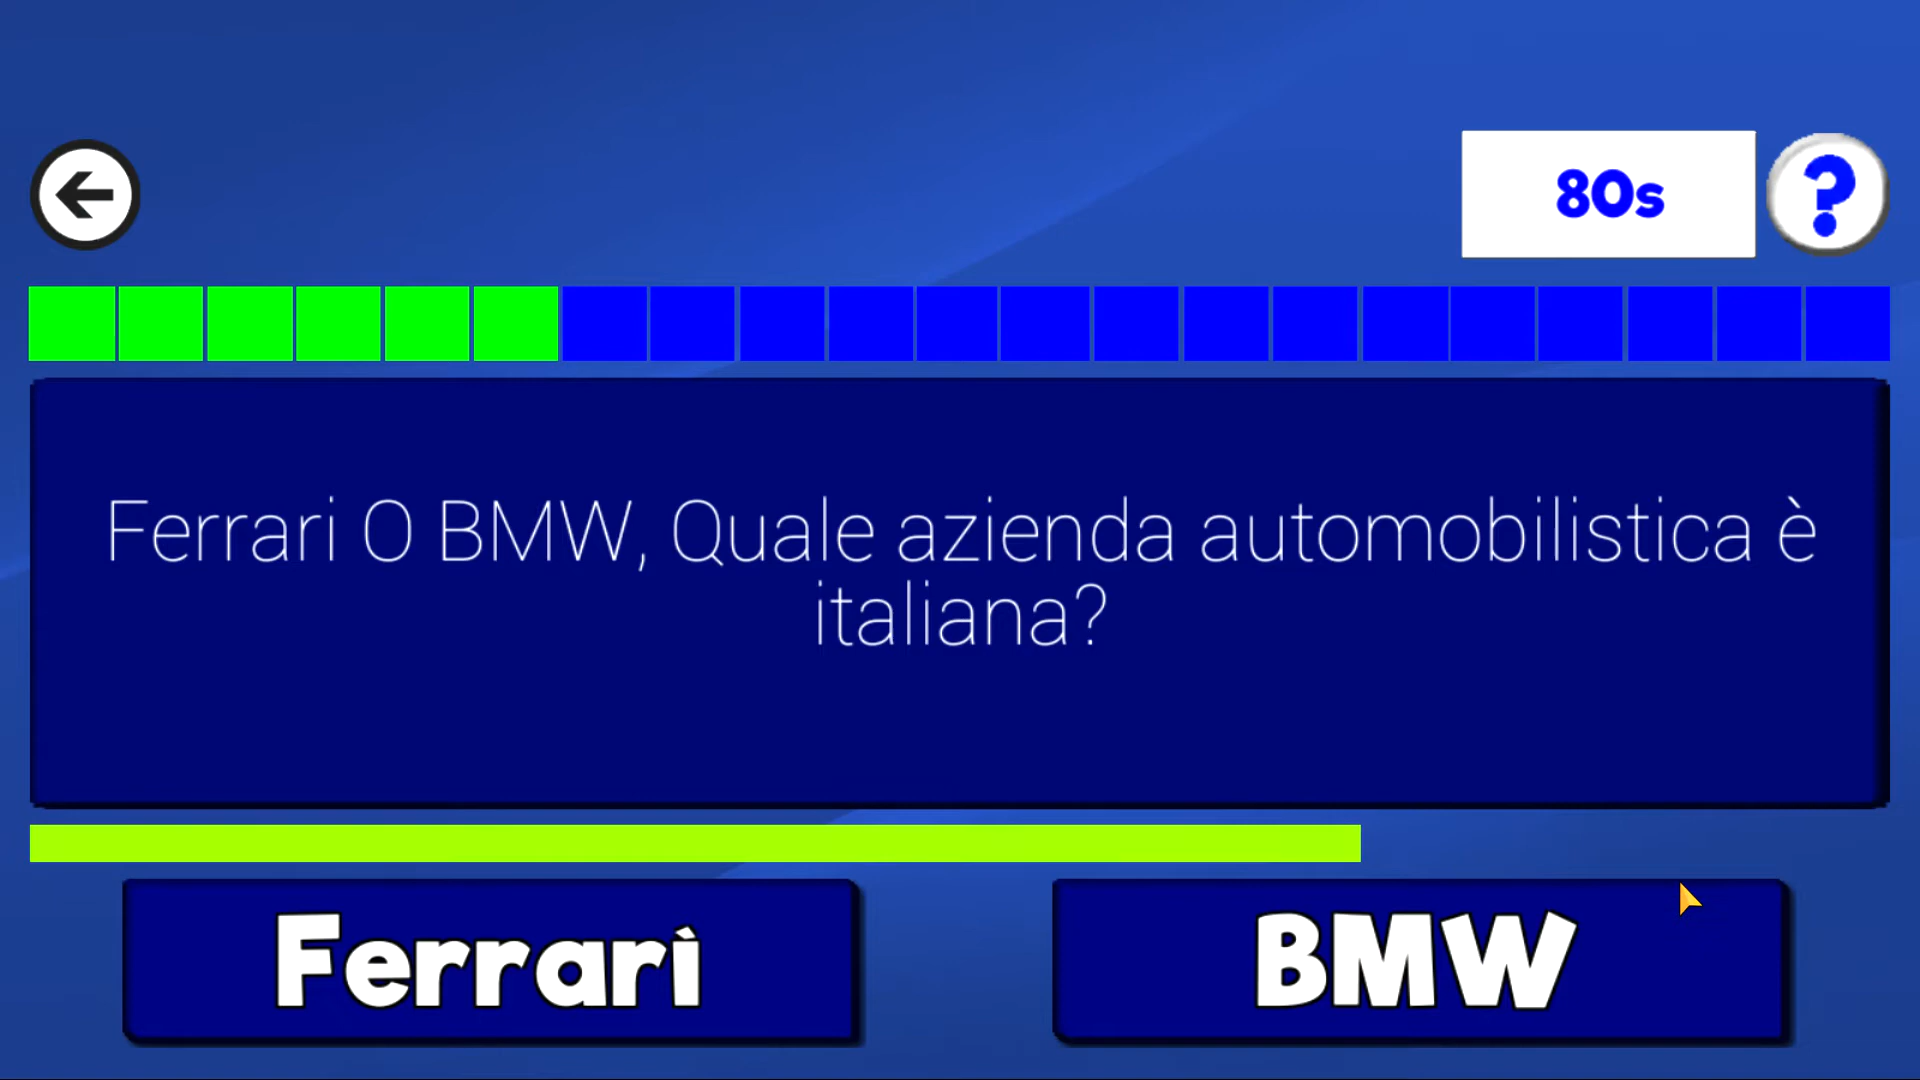 80s
?
Ferrari O BMW, Quale azienda automobilistica è
italiana?
Ferrari
BMW